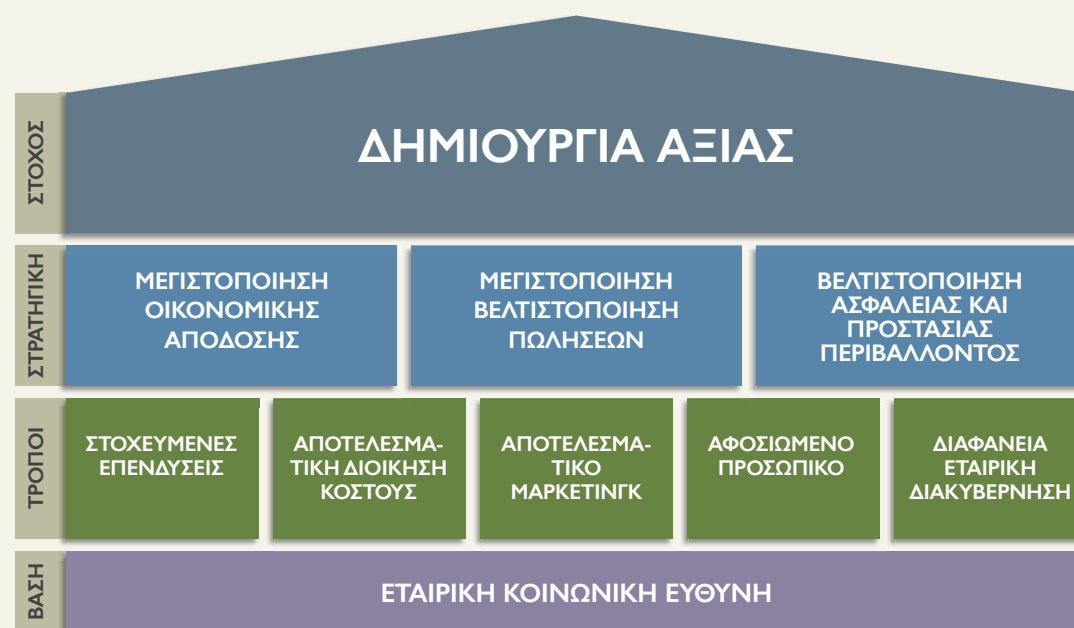 ΣΤΟΧΟΣ
ΔΗΜΙΟΥΡΓΙΑ ΑΞΙΑΣ
ΣΤΡΑΤΗΓΙΚΗ
ΜΕΓΙΣΤΟΠΟΙΗΣΗ
ΟΙΚΟΝΟΜΙΚΗΣ
ΑΠΟΔΟΣΗΣ
ΜΕΓΙΣΤΟΠΟΙΗΣΗ
ΒΕΛΤΙΣΤΟΠΟΙΗΣΗ
ΠΩΛΗΣΕΩΝ
ΒΕΛΤΙΣΤΟΠΟΙΗΣΗ
ΑΣΦΑΛΕΙΑΣ ΚΑΙ
ΠΡΟΣΤΑΣΙΑΣ
ΠΕΡΙΒΑΛΛΟΝΤΟΣ
ΤΡΟΠΟΙ
ΣΤΟΧΕΥΜΕΝΕΣ
ΕΠΕΝΔΥΣΕΙΣ
ΑΠΟΤΕΛΕΣΜΑ-
ΤΙΚΗ ΔΙΟΙΚΗΣΗ
ΚΟΣΤΟΥΣ
ΑΠΟΤΕΛΕΣΜΑ-
ΤΙΚΟ
ΜΑΡΚΕΤΙΝΓΚ
ΑΦΟΣΙΩΜΕΝΟ
ΠΡΟΣΩΠΙΚΟ
ΔΙΑΦΑΝΕΙΑ
ΕΤΑΙΡΙΚΗ
ΔΙΑΚΥΒΕΡΝΗΣΗ
ΒΑΣΗ
ΕΤΑΙΡΙΚΗ ΚΟΙΝΩΝΙΚΗ ΕΥΘΥΝΗ